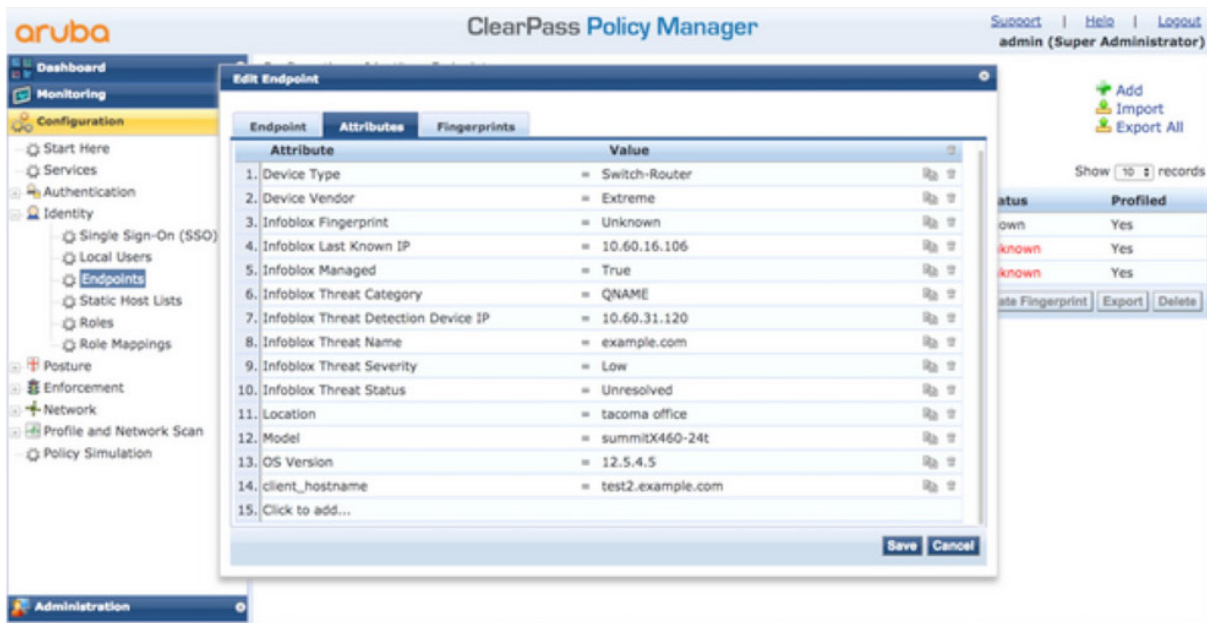 aruba
ClearPass Policy Manager
Support | Help | Logout
admin (Super Administrator)
Dashboard
Monitoring
Configuration
Start Here
Services
Authentication
Identity
Single Sign-On (SSO)
Local Users
Endpoints
Static Host Lists
Roles
Role Mappings
Posture
Enforcement
Network
Profile and Network Scan
Policy Simulation
Administration
Edit Endpoint
Endpoint Attributes Fingerprints
Attribute Value
1. Device Type = Switch-Router
2. Device Vendor = Extreme
3. Infoblox Fingerprint = Unknown
4. Infoblox Last Known IP = 10.60.16.106
5. Infoblox Managed = True
6. Infoblox Threat Category = QNAME
7. Infoblox Threat Detection Device IP = 10.60.31.120
8. Infoblox Threat Name = example.com
9. Infoblox Threat Severity = Low
10. Infoblox Threat Status = Unresolved
11. Location = tacoma office
12. Model = summitX460-24t
13. OS Version = 12.5.4.5
14. client_hostname = test2.example.com
15. Click to add...
Save Cancel
Add
Import
Export All
Show 10 records
atus Profiled
own Yes
known Yes
known Yes
ate Fingerprint Export Delete